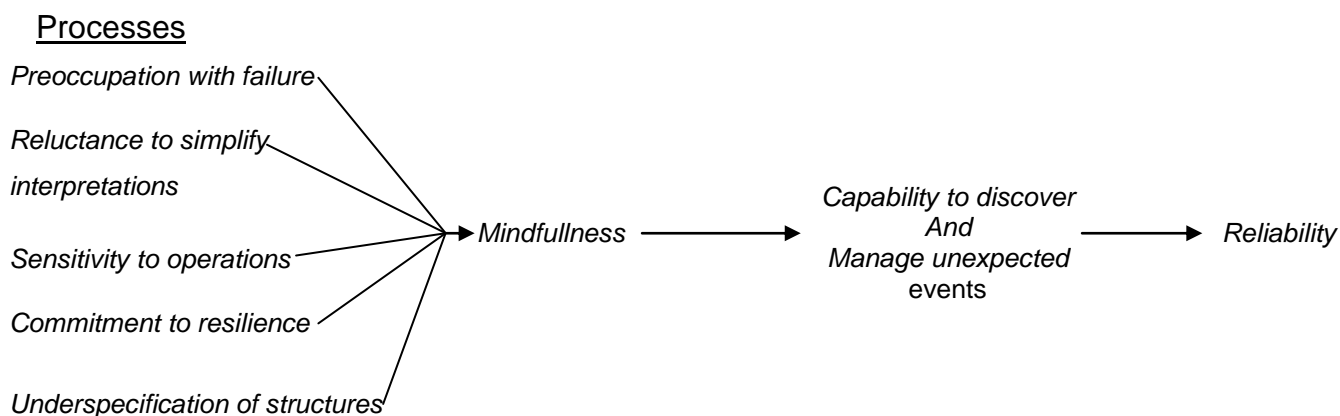 Processes
Preoccupation with failure
Reluctance to simplify
interpretations
Sensitivity to operations
Commitment to resilience
Underspecification of structures
Mindfullness
Capability to discover
And
Manage unexpected
events
Reliability